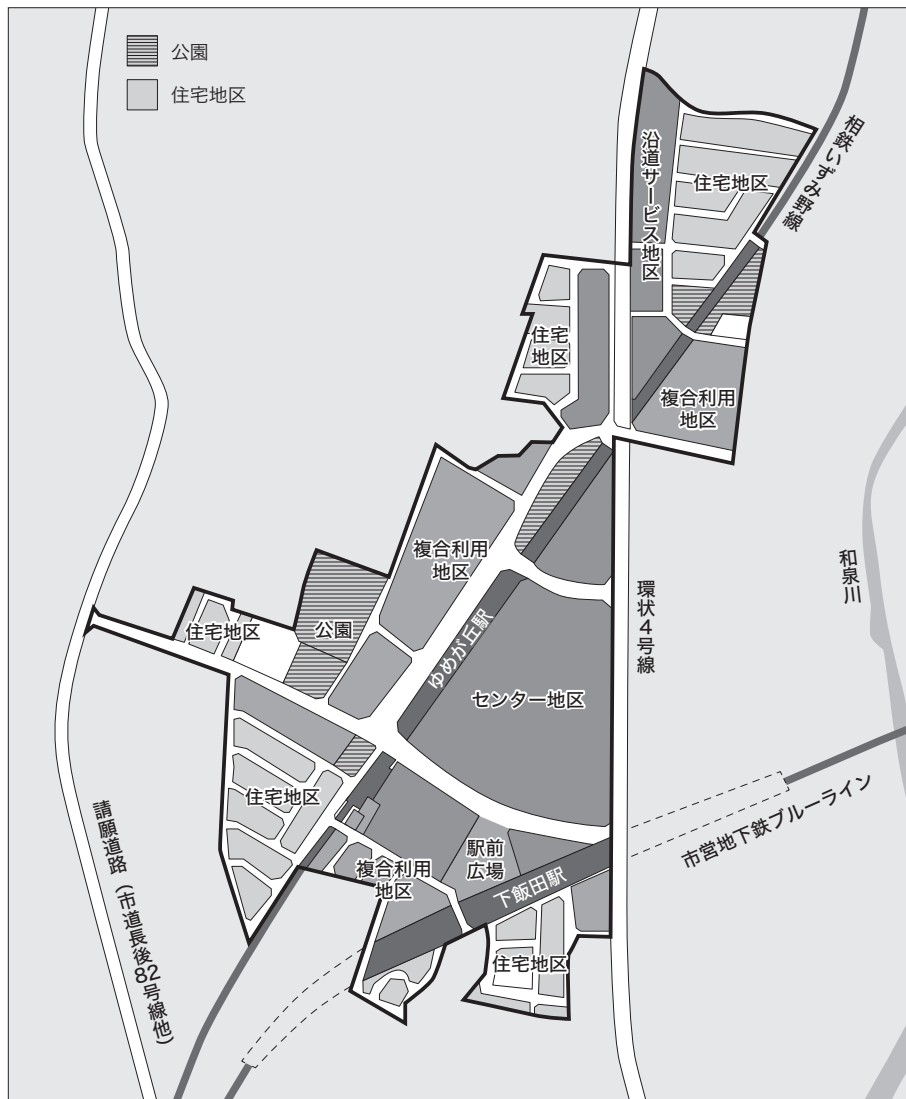 公園
住宅地区
相鉄いずみ野線
沿道サービス地区
住宅地区
住宅
地区
複合利用
地区
複合利用
地区
和泉川
環状4号線
公園
住宅地区
ゆめが丘駅
センター地区
住宅地区
市営地下鉄ブルーライン
請願道路（市道長後82号線他）
駅前
広場
複合利用
地区
下飯田駅
住宅地区